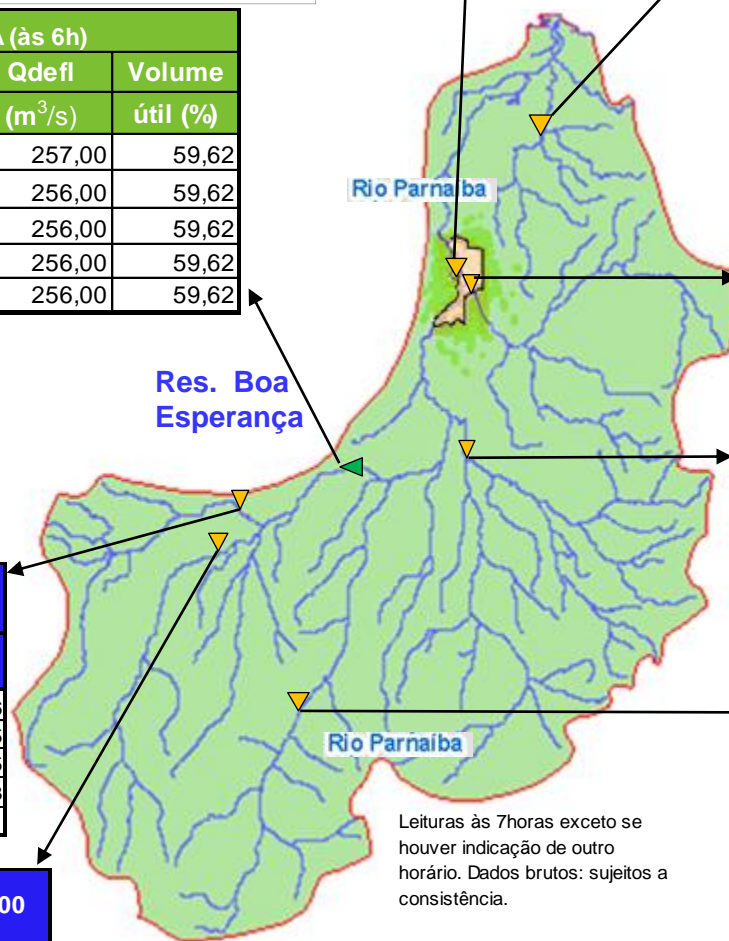 A (às 6h)
Qdefl Volume
(m³/s) útil (%)
257,00 59,62
256,00 59,62
256,00 59,62
256,00 59,62
256,00 59,62
Rio Parnaíba
Res. Boa
Esperança
Rio Parnaíba
Leituras às 7horas exceto se
houver indicação de outro
horário. Dados brutos: sujeitos a
consistência.
00